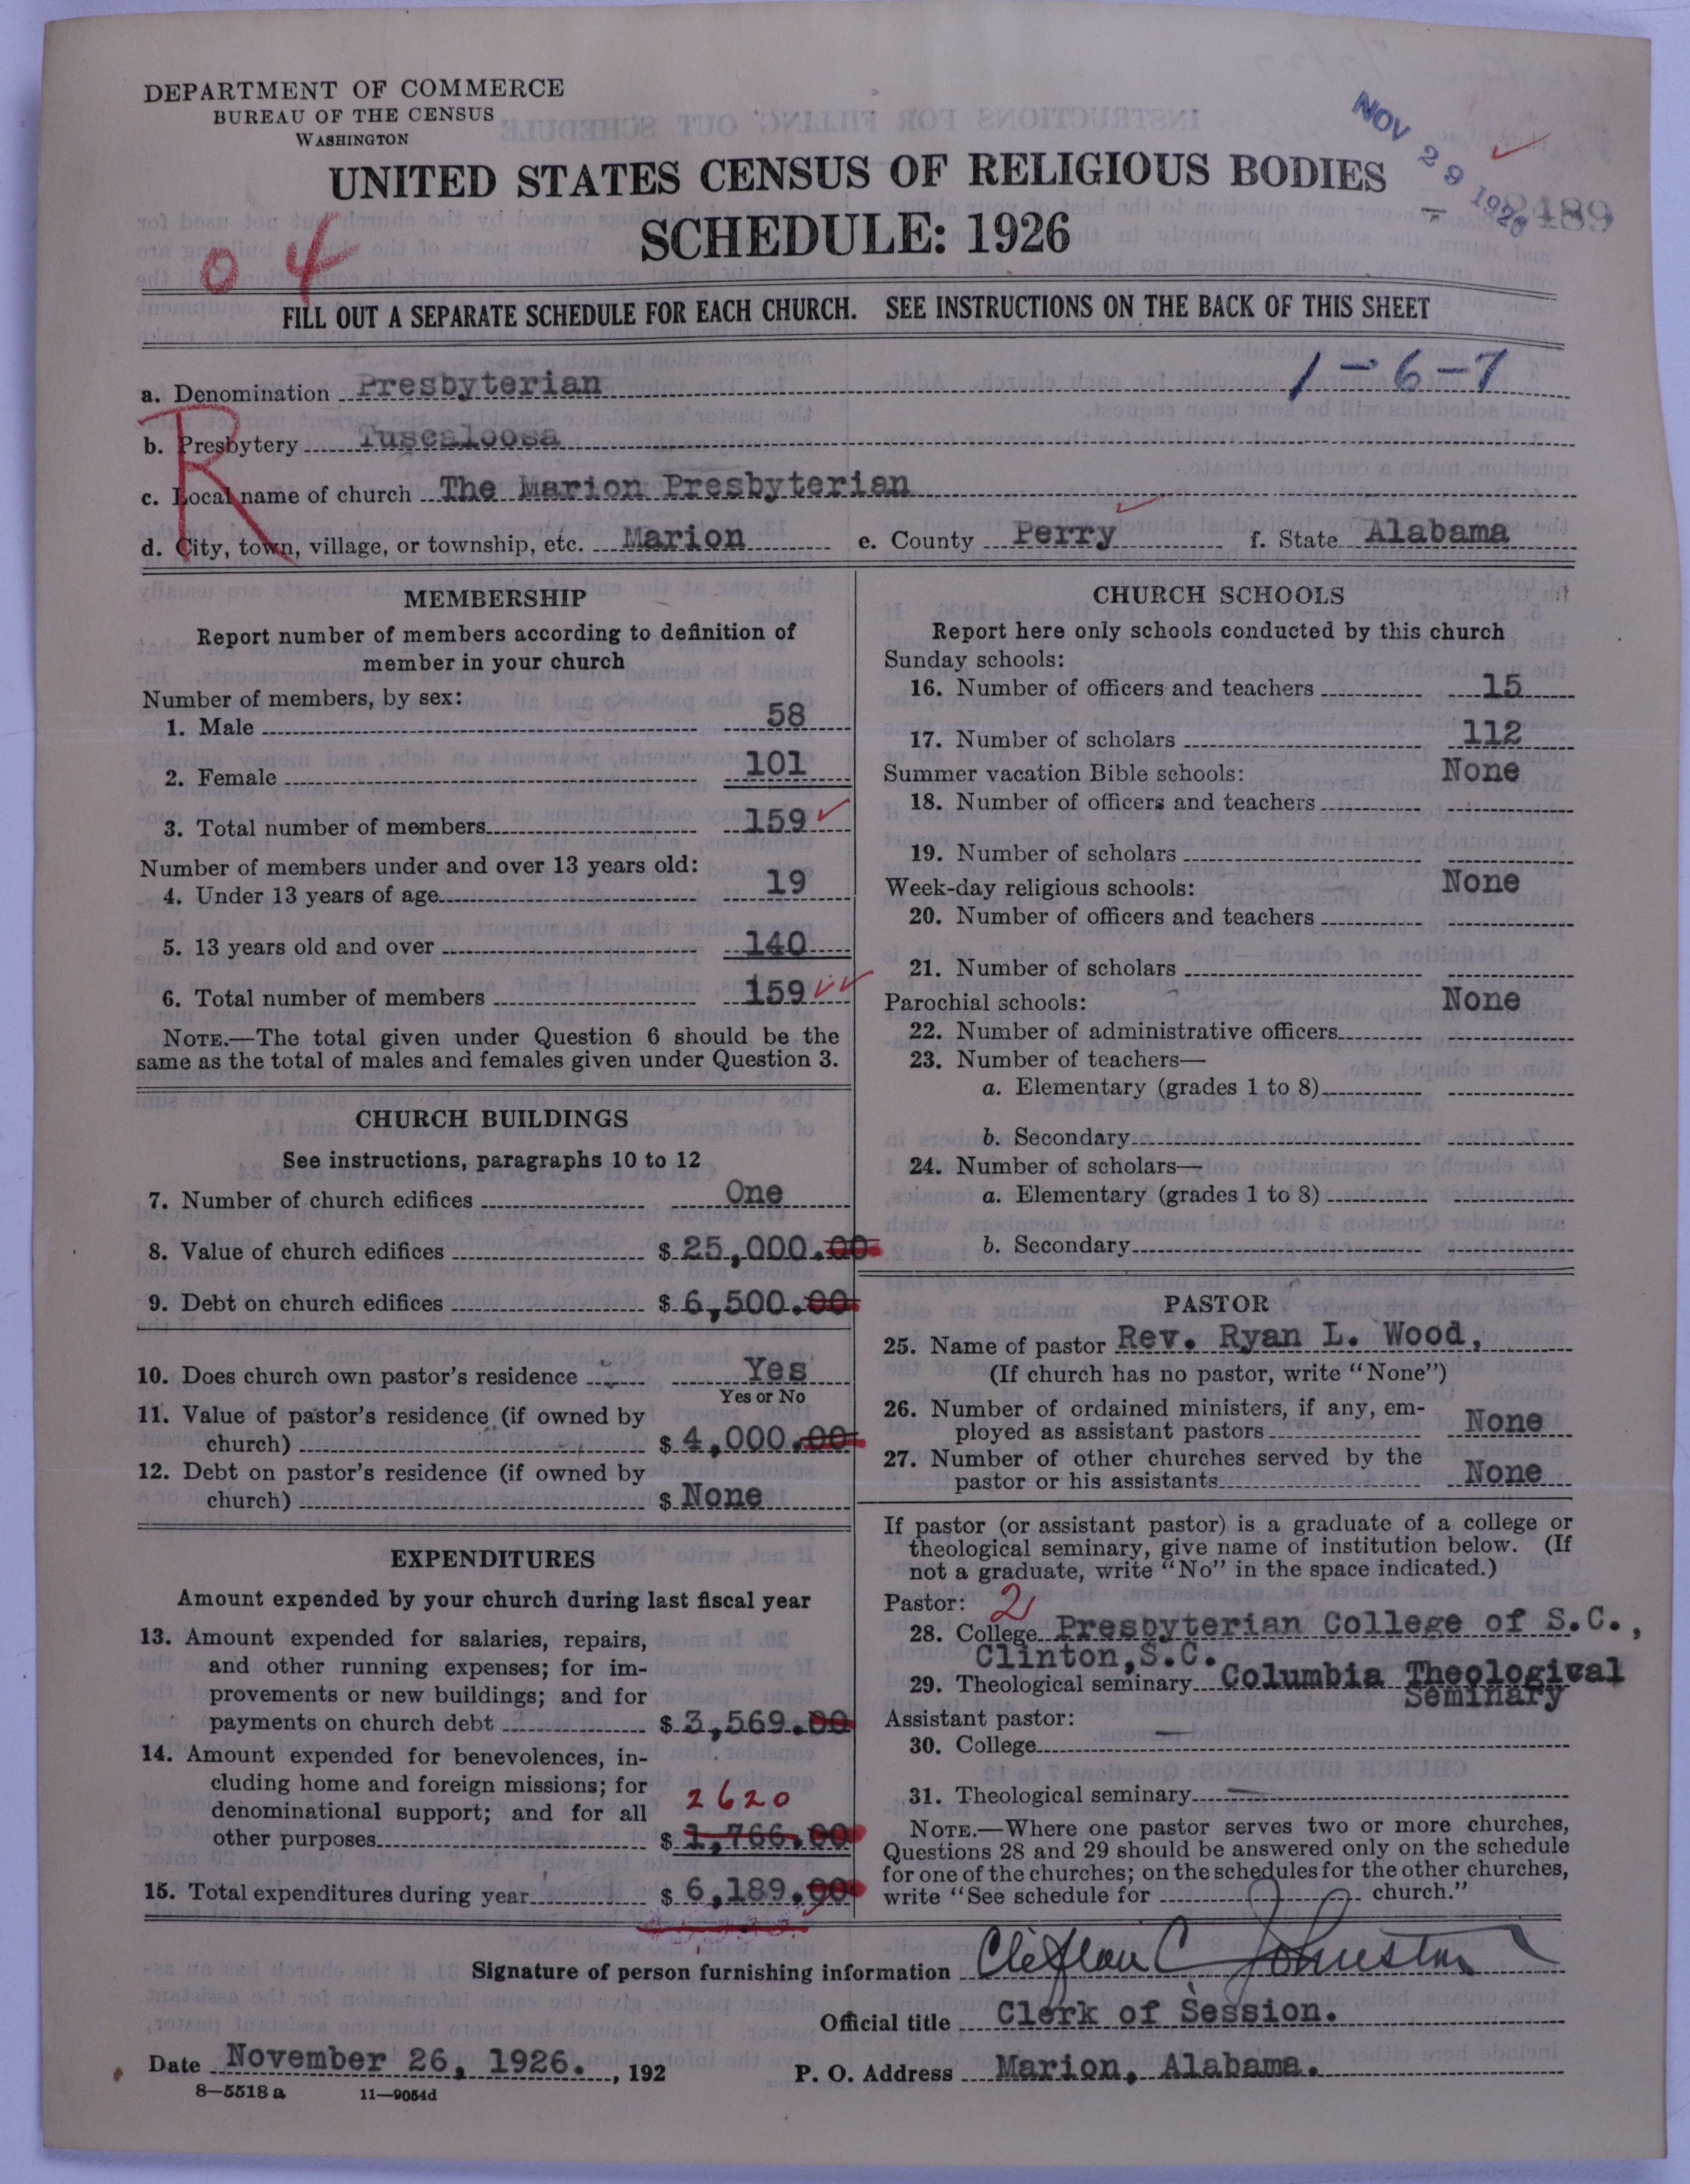 DEPARTMENT OF COMMERCE
BUREAU OF THE CENSUS
WASHINGTON
NOV 29 1926
2489
UNITED STATES CENSUS OF RELIGIOUS BODIES
SCHEDULE: 1926
0 4
FILL OUT A SEPARATE SCHEDULE FOR EACH CHURCH. SEE INSTRUCTIONS ON THE BACK OF THIS SHEET
a. Denomination Presbyterian 1-6-7
R
b. Presbytery Tuscaloosa
c. Local name of church The Marion Presbyterian
d. City, town, village, or township, etc. Marion e. County Perry f. State Alabama
MEMBERSHIP
Report number of members according to definition of
member in your church
Number of members, by sex:
1. Male 58
2. Female 101
3. Total number of members 159
Number of members under and over 13 years old:
4. Under 13 years of age 19
5. 13 years old and over 140
6. Total number of members 159
NOTE.—The total given under Question 6 should be the
same as the total of males and females given under Question 3.
CHURCH BUILDINGS
See instructions, paragraphs 10 to 12
7. Number of church edifices One
8. Value of church edifices $ 25,000.00
9. Debt on church edifices $ 6,500.00
10. Does church own pastor's residence Yes
Yes or No
11. Value of pastor's residence (if owned by
church) $ 4,000.00
12. Debt on pastor's residence (if owned by
church) $ None
EXPENDITURES
Amount expended by your church during last fiscal year
13. Amount expended for salaries, repairs,
and other running expenses; for im-
provements or new buildings; and for
payments on church debt $ 3,569.00
14. Amount expended for benevolences, in-
cluding home and foreign missions; for
denominational support; and for all 2620
other purposes $ 1,766.00
15. Total expenditures during year $ 6,189.00
CHURCH SCHOOLS
Report here only schools conducted by this church
Sunday schools:
16. Number of officers and teachers 15
17. Number of scholars 112
Summer vacation Bible schools: None
18. Number of officers and teachers
19. Number of scholars
Week-day religious schools: None
20. Number of officers and teachers
21. Number of scholars
Parochial schools: None
22. Number of administrative officers
23. Number of teachers—
a. Elementary (grades 1 to 8)
b. Secondary
24. Number of scholars—
a. Elementary (grades 1 to 8)
b. Secondary
PASTOR
25. Name of pastor Rev. Ryan L. Wood,
(If church has no pastor, write "None")
26. Number of ordained ministers, if any, em-
ployed as assistant pastors None
27. Number of other churches served by the
pastor or his assistants None
If pastor (or assistant pastor) is a graduate of a college or
theological seminary, give name of institution below. (If
not a graduate, write "No" in the space indicated.)
Pastor: 2
28. College Presbyterian College of S.C.,
Clinton,S.C.
29. Theological seminary Columbia Theological
Seminary
Assistant pastor:
30. College —
31. Theological seminary —
NOTE.—Where one pastor serves two or more churches,
Questions 28 and 29 should be answered only on the schedule
for one of the churches; on the schedules for the other churches,
write "See schedule for church."
Signature of person furnishing information Clifton C Johnston
Official title Clerk of Session.
Date November 26, 1926. , 192 P. O. Address Marion, Alabama.
8—5518 a 11—9054d